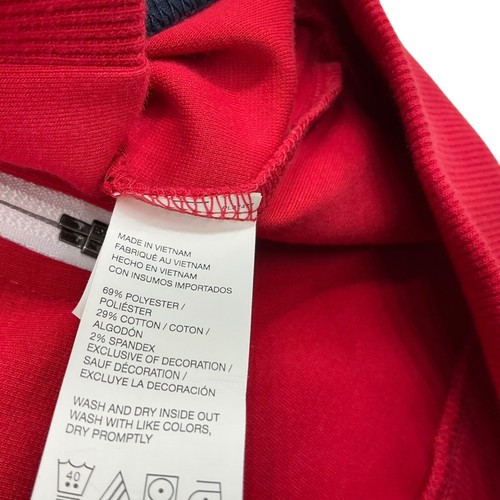 MADE IN VIETNAM
FABRIQUÉ AU VIETNAM
HECHO EN VIETNAM
CON INSUMOS IMPORTADOS
69% POLYESTER /
POLIÉSTER
29% COTTON / COTON /
ALGODÓN
2% SPANDEX
EXCLUSIVE OF DECORATION /
SAUF DÉCORATION /
EXCLUYE LA DECORACIÓN
WASH AND DRY INSIDE OUT
WASH WITH LIKE COLORS,
DRY PROMPTLY
40